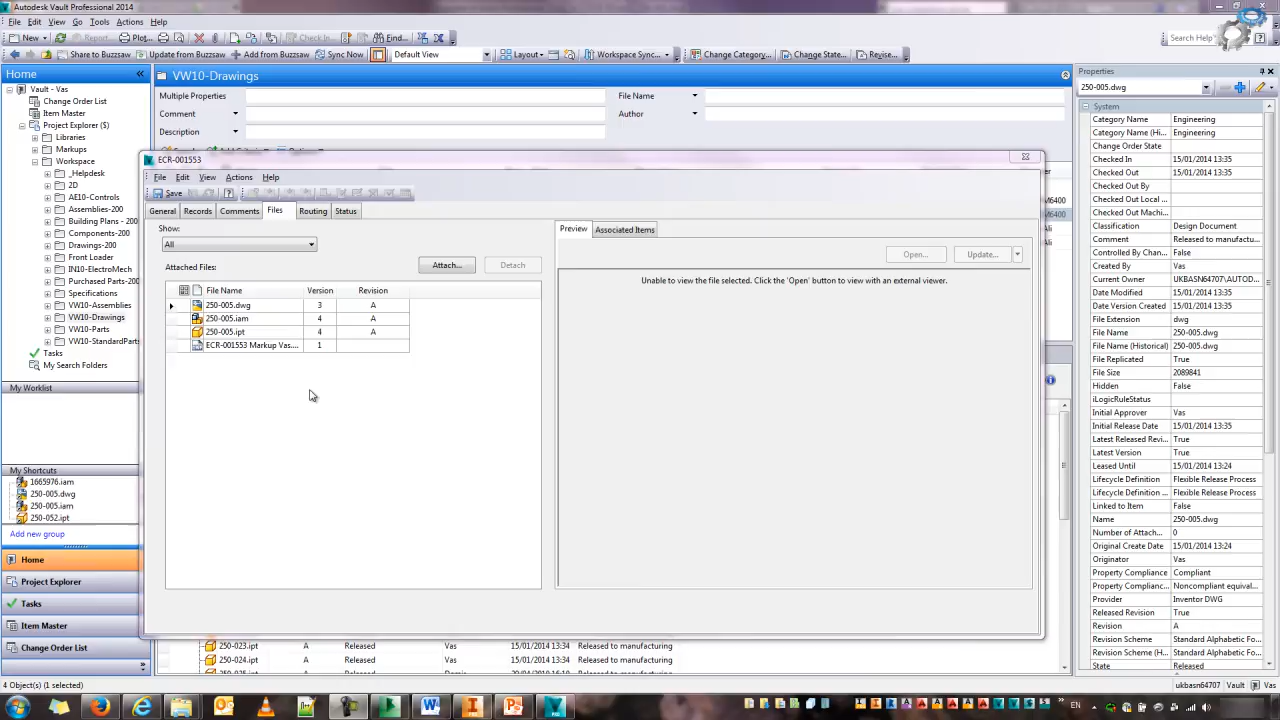 Autodesk Vault Professional 2014
File Edit View Go Tools Actions Help
New Report... Plot... Check In... Find...
Search Help
Share to Buzzsaw Update from Buzzsaw Add from Buzzsaw Sync Now Default View Layout Workspace Sync... Change Category... Change State... Revise...
Home
Vault - Vas
Change Order List
Item Master
Project Explorer ($)
Libraries
Markups
Workspace
_Helpdesk
2D
AE10-Controls
Assemblies-200
Building Plans - 200
Components-200
Drawings-200
Front Loader
IN10-ElectroMech
Purchased Parts-200
Specifications
VW10-Assemblies
VW10-Drawings
VW10-Parts
VW10-StandardParts
Tasks
My Search Folders
My Worklist
My Shortcuts
1665976.iam
250-005.dwg
250-005.iam
250-052.ipt
Add new group
Home
Project Explorer
Tasks
Item Master
Change Order List
VW10-Drawings
Multiple Properties File Name
Comment Author
Description
ECR-001553
File Edit View Actions Help
Save
General Records Comments Files Routing Status
Show:
All
Attached Files: Attach... Detach
File Name Version Revision
250-005.dwg 3 A
250-005.iam 4 A
250-005.ipt 4 A
ECR-001553 Markup Vas.... 1
Preview Associated Items
Open... Update...
Unable to view the file selected. Click the 'Open' button to view with an external viewer.
M6400
M6400
Ali
Ali
250-023.ipt A Released Vas 15/01/2014 13:34 Released to manufacturing
250-024.ipt A Released Vas 15/01/2014 13:34 Released to manufacturing
Properties
250-005.dwg
System
Category Name Engineering
Category Name (Hi... Engineering
Change Order State
Checked In 15/01/2014 13:35
Checked Out 15/01/2014 13:35
Checked Out By
Checked Out Local ...
Checked Out Machi...
Classification Design Document
Comment Released to manufactu...
Controlled By Chan... False
Created By Vas
Current Owner UKBASN64707\AUTOD...
Date Modified 15/01/2014 13:24
Date Version Created 15/01/2014 13:35
File Extension dwg
File Name 250-005.dwg
File Name (Historical) 250-005.dwg
File Replicated True
File Size 2089841
Hidden False
iLogicRuleStatus
Initial Approver Vas
Initial Release Date 15/01/2014 13:35
Latest Released Revi... True
Latest Version True
Leased Until 15/01/2014 13:24
Lifecycle Definition Flexible Release Process
Lifecycle Definition (... Flexible Release Process
Linked to Item False
Name 250-005.dwg
Number of Attach... 0
Original Create Date 15/01/2014 13:24
Originator Vas
Property Compliance Compliant
Property Complianc... Noncompliant equival...
Provider Inventor DWG
Released Revision True
Revision A
Revision Scheme Standard Alphabetic Fo...
State Released
4 Object(s) (1 selected)
ukbasn64707 Vault Vas
EN